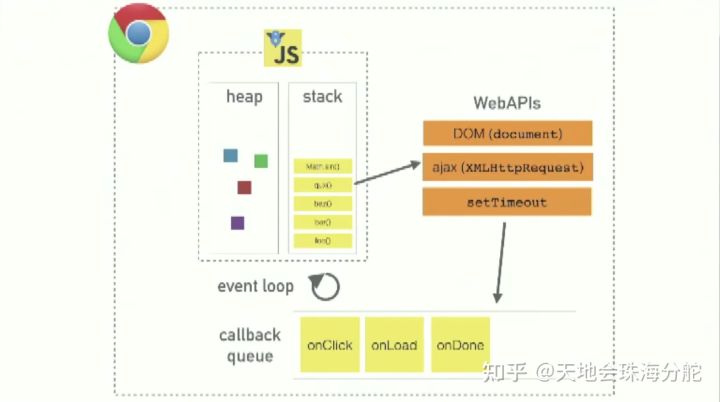 JS
heap
stack
WebAPIs
DOM (document)
ajax (XMLHttpRequest)
setTimeout
Math.sin()
qux()
baz()
bar()
foo()
event loop
callback
queue
onClick
onLoad
onDone
知乎 @天地会珠海分舵